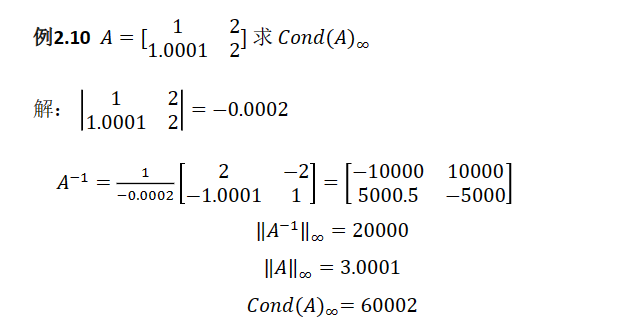 例2.10 A = [1 2 1.0001 2] 求 Cond(A)∞
解： |1 2 1.0001 2| = −0.0002
A⁻¹ = 1/−0.0002 [2 −2 −1.0001 1] = [−10000 10000 5000.5 −5000]
‖A⁻¹‖∞ = 20000
‖A‖∞ = 3.0001
Cond(A)∞= 60002